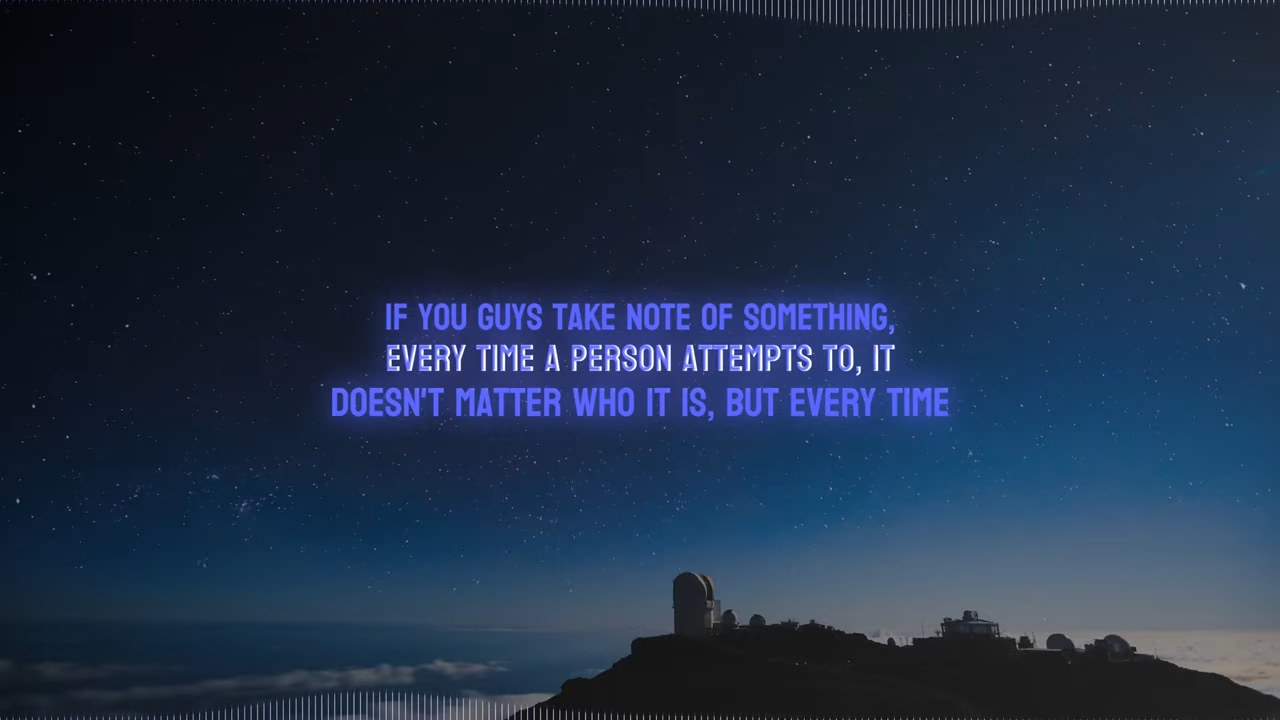 IF YOU GUYS TAKE NOTE OF SOMETHING,
EVERY TIME A PERSON ATTEMPTS TO, IT
DOESN'T MATTER WHO IT IS, BUT EVERY TIME